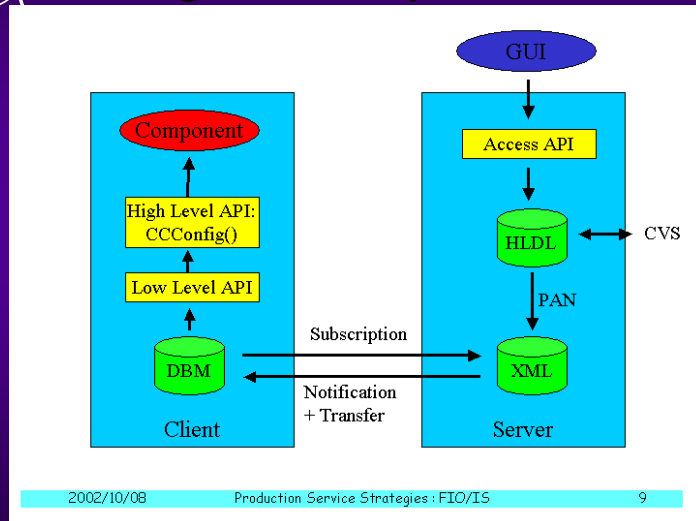 GUI
Component
Access API
High Level API:
CCConfig()
HLDL
CVS
Low Level API
PAN
Subscription
DBM
XML
Notification
+ Transfer
Client
Server
2002/10/08
Production Service Strategies : FIO/IS
9